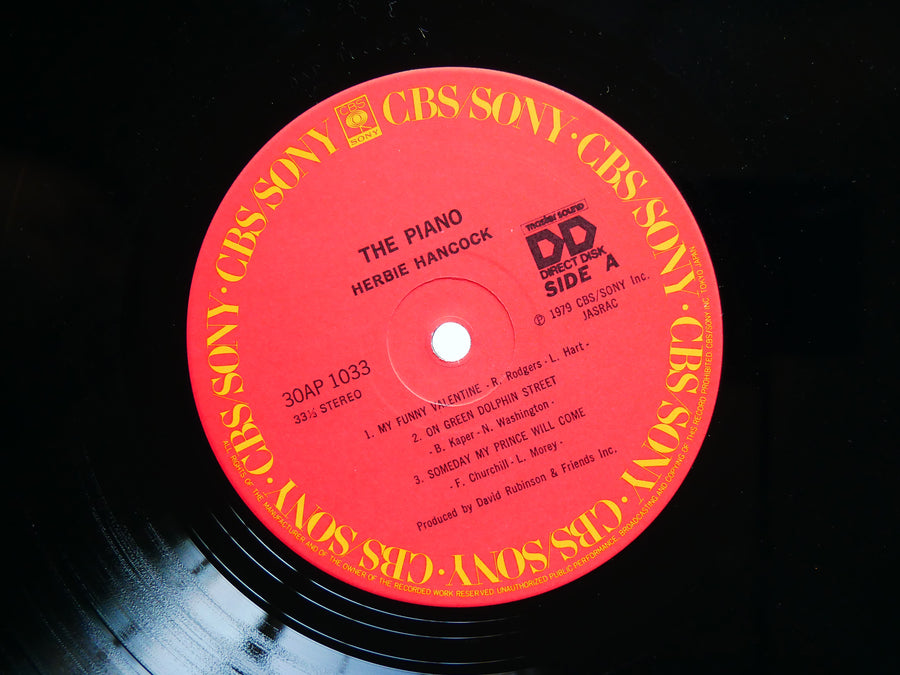 CBS/SONY · CBS/SONY · CBS/SONY · CBS/SONY · CBS/SONY · CBS/SONY · CBS/SONY · CBS/SONY · CBS/SONY
CBS
SONY
THE PIANO
HERBIE HANCOCK
master sound
DD
DIRECT DISK
SIDE A
Ⓟ 1979 CBS/SONY Inc.
JASRAC
30AP 1033
33⅓ STEREO
1. MY FUNNY VALENTINE - R. Rodgers - L. Hart -
2. ON GREEN DOLPHIN STREET
- B. Kaper - N. Washington -
3. SOMEDAY MY PRINCE WILL COME
- F. Churchill - L. Morey -
Produced by David Rubinson & Friends Inc.
ALL RIGHTS OF THE MANUFACTURER AND OF THE OWNER OF THE RECORDED WORK RESERVED UNAUTHORIZED PUBLIC PERFORMANCE, BROADCASTING AND COPYING OF THIS RECORD PROHIBITED CBS/SONY INC. TOKYO JAPAN